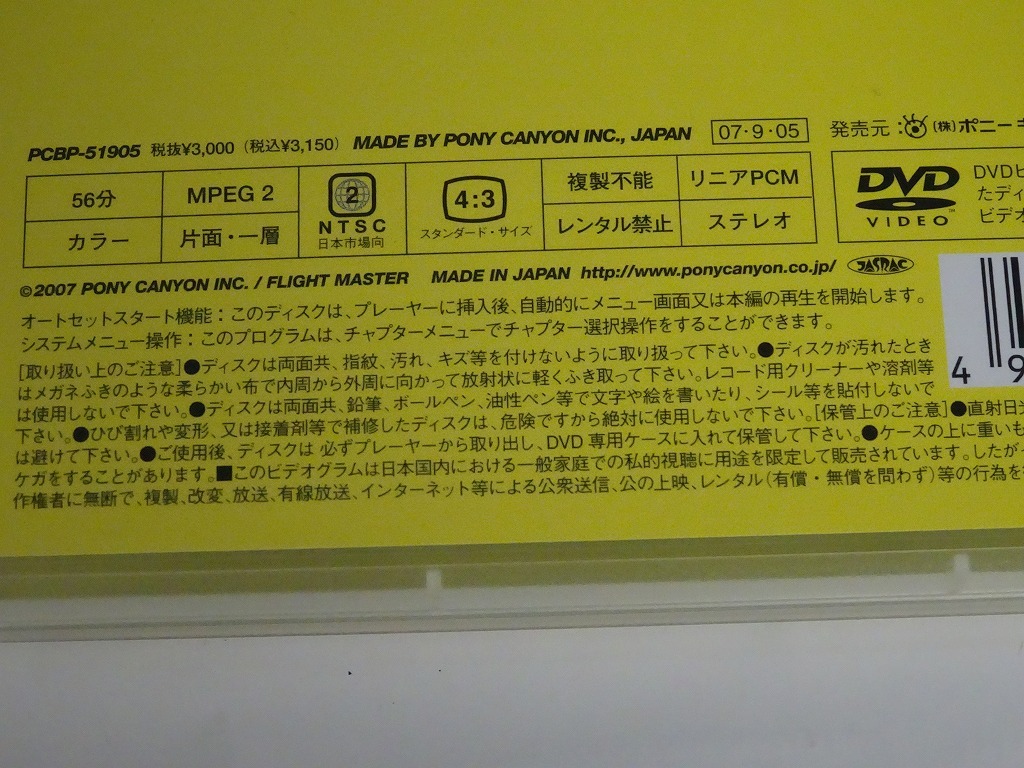 PCBP-51905 税抜¥3,000 (税込¥3,150) MADE BY PONY CANYON INC., JAPAN 07・9・05 発売元:(株)ポニーキ
56分 MPEG 2 2 4:3 複製不能 リニアPCM
カラー 片面・一層 NTSC 日本市場向 スタンダード・サイズ レンタル禁止 ステレオ
DVD VIDEO™
DVDビ
たディ
ビデオ
©2007 PONY CANYON INC. / FLIGHT MASTER MADE IN JAPAN http://www.ponycanyon.co.jp/ JASRAC
オートセットスタート機能:このディスクは、プレーヤーに挿入後、自動的にメニュー画面又は本編の再生を開始します。
システムメニュー操作:このプログラムは、チャプターメニューでチャプター選択操作をすることができます。
[取り扱い上のご注意]●ディスクは両面共、指紋、汚れ、キズ等を付けないように取り扱って下さい。●ディスクが汚れたとき
はメガネふきのような柔らかい布で内周から外周に向かって放射状に軽くふき取って下さい。レコード用クリーナーや溶剤等
は使用しないで下さい。●ディスクは両面共、鉛筆、ボールペン、油性ペン等で文字や絵を書いたり、シール等を貼付しないで
下さい。●ひび割れや変形、又は接着剤等で補修したディスクは、危険ですから絶対に使用しないで下さい。[保管上のご注意]●直射日光
は避けて下さい。●ご使用後、ディスクは必ずプレーヤーから取り出し、DVD専用ケースに入れて保管して下さい。●ケースの上に重いも
ケガをすることがあります。■このビデオグラムは日本国内における一般家庭での私的視聴に用途を限定して販売されています。したがっ
作権者に無断で、複製、改変、放送、有線放送、インターネット等による公衆送信、公の上映、レンタル(有償・無償を問わず)等の行為を
4 9